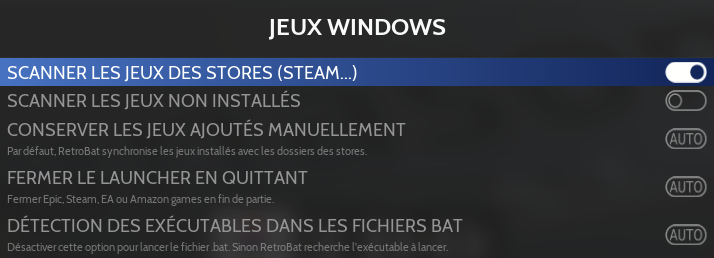 JEUX WINDOWS
SCANNER LES JEUX DES STORES (STEAM...)
SCANNER LES JEUX NON INSTALLÉS
CONSERVER LES JEUX AJOUTÉS MANUELLEMENT
AUTO
Par défaut, RetroBat synchronise les jeux installés avec les dossiers des stores.
FERMER LE LAUNCHER EN QUITTANT
AUTO
Fermer Epic, Steam, EA ou Amazon games en fin de partie.
DÉTECTION DES EXÉCUTABLES DANS LES FICHIERS BAT
AUTO
Désactiver cette option pour lancer le fichier .bat. Sinon RetroBat recherche l'exécutable à lancer.